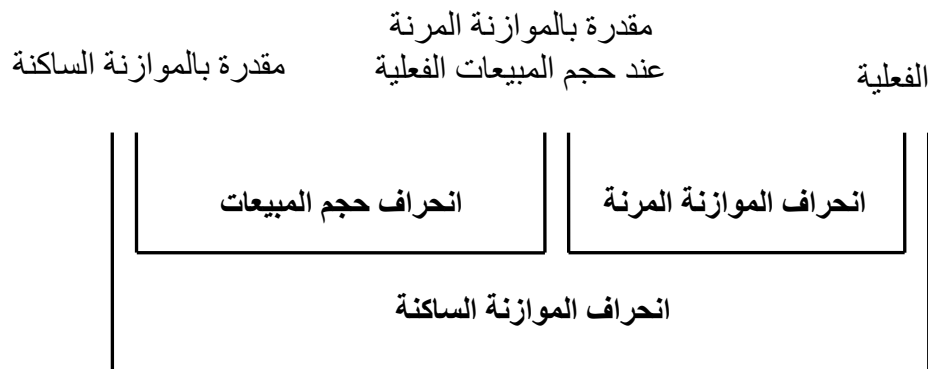 الفعلية
مقدرة بالموازنة المرنة
عند حجم المبيعات الفعلية
مقدرة بالموازنة الساكنة
انحراف الموازنة المرنة
انحراف حجم المبيعات
انحراف الموازنة الساكنة